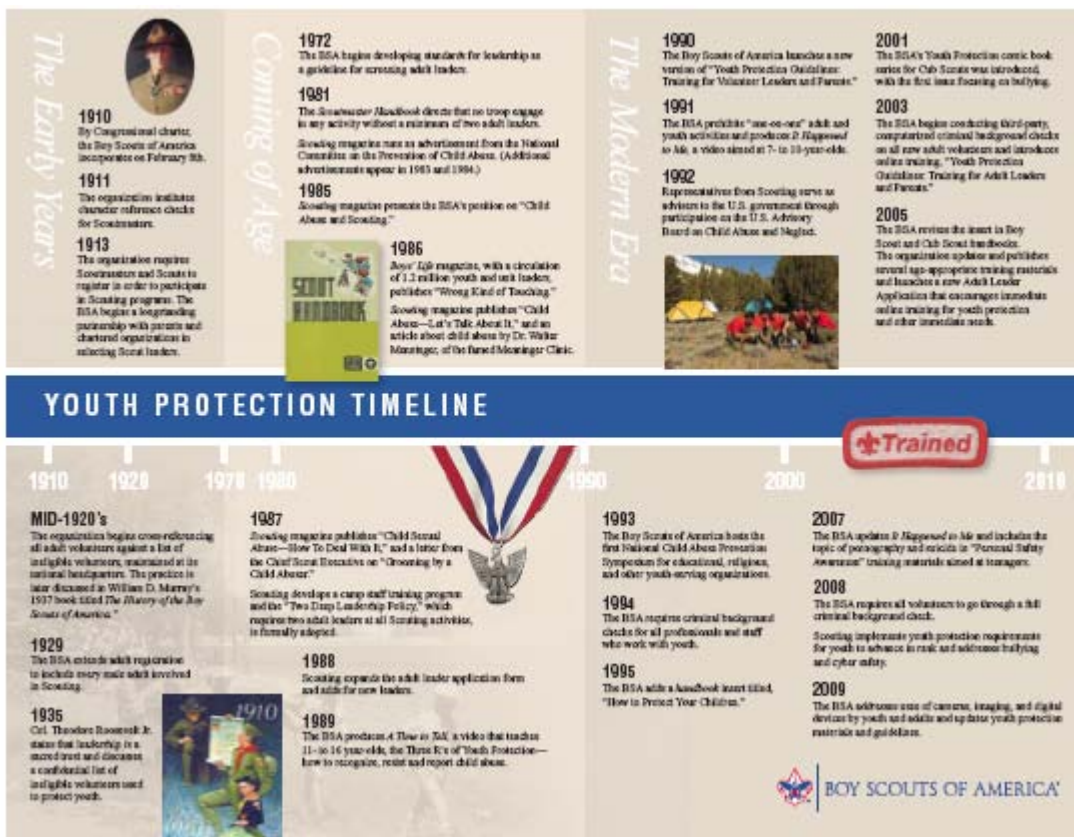 The Early Years
1910
By Congressional charter,
the Boy Scouts of America
incorporates on February 8th.
1911
The organization institutes
character reference checks
for Scoutmasters.
1913
The organization requires
Scoutmasters and Scouts to
register in order to participate
in Scouting programs. The
BSA begins a longstanding
partnership with parents and
chartered organizations in
selecting Scout leaders.
Coming of Age
1972
The BSA begins developing standards for leadership as
a guideline for screening adult leaders.
1981
The Scoutmaster Handbook directs that no troop engage
in any activity without a minimum of two adult leaders.
Scouting magazine runs an advertisement from the National
Committee on the Prevention of Child Abuse. (Additional
advertisements appear in 1983 and 1984.)
1985
Scouting magazine presents the BSA's position on "Child
Abuse and Scouting."
SCOUT
HANDBOOK
1986
Boys' Life magazine, with a circulation
of 1.2 million youth and unit leaders,
publishes "Wrong Kind of Touching."
Scouting magazine publishes "Child
Abuse—Let's Talk About It," and an
article about child abuse by Dr. Walter
Menninger, of the famed Menninger Clinic.
The Modern Era
1990
The Boy Scouts of America launches a new
version of "Youth Protection Guidelines:
Training for Volunteer Leaders and Parents."
1991
The BSA prohibits "one-on-one" adult and
youth activities and produces It Happened
to Me, a video aimed at 7- to 10-year-olds.
1992
Representatives from Scouting serve as
advisers to the U.S. government through
participation on the U.S. Advisory
Board on Child Abuse and Neglect.
2001
The BSA's Youth Protection comic book
series for Cub Scouts was introduced,
with the first issue focusing on bullying.
2003
The BSA begins conducting third-party,
computerized criminal background checks
on all new adult volunteers and introduces
online training, "Youth Protection
Guidelines: Training for Adult Leaders
and Parents."
2005
The BSA revises the insert in Boy
Scout and Cub Scout handbooks.
The organization updates and publishes
several age-appropriate training materials
and launches a new Adult Leader
Application that encourages immediate
online training for youth protection
and other immediate needs.
YOUTH PROTECTION TIMELINE
Trained
1910 1920 1970 1980 1990 2000 2010
MID-1920's
The organization begins cross-referencing
all adult volunteers against a list of
ineligible volunteers, maintained at its
national headquarters. The practice is
later discussed in William D. Murray's
1937 book titled The History of the Boy
Scouts of America."
1929
The BSA extends adult registration
to include every male adult involved
in Scouting.
1935
Col. Theodore Roosevelt Jr.
states that leadership is a
sacred trust and discusses
a confidential list of
ineligible volunteers used
to protect youth.
1910
1987
Scouting magazine publishes "Child Sexual
Abuse—How To Deal With It," and a letter from
the Chief Scout Executive on "Grooming by a
Child Abuser."
Scouting develops a camp staff training program
and the "Two Deep Leadership Policy," which
requires two adult leaders at all Scouting activities,
is formally adopted.
1988
Scouting expands the adult leader application form
and adds for new leaders.
1989
The BSA produces A Time to Tell, a video that teaches
11- to 16 year-olds, the Three R's of Youth Protection—
how to recognize, resist and report child abuse.
1993
The Boy Scouts of America hosts the
first National Child Abuse Prevention
Symposium for educational, religious,
and other youth-serving organizations.
1994
The BSA requires criminal background
checks for all professionals and staff
who work with youth.
1995
The BSA adds a handbook insert titled,
"How to Protect Your Children."
2007
The BSA updates It Happened to Me and includes the
topic of pornography and suicide in "Personal Safety
Awareness" training materials aimed at teenagers.
2008
The BSA requires all volunteers to go through a full
criminal background check.
Scouting implements youth protection requirements
for youth to advance in rank and addresses bullying
and cyber safety.
2009
The BSA addresses uses of cameras, imaging, and digital
devices by youth and adults and updates youth protection
materials and guidelines.
BOY SCOUTS OF AMERICA